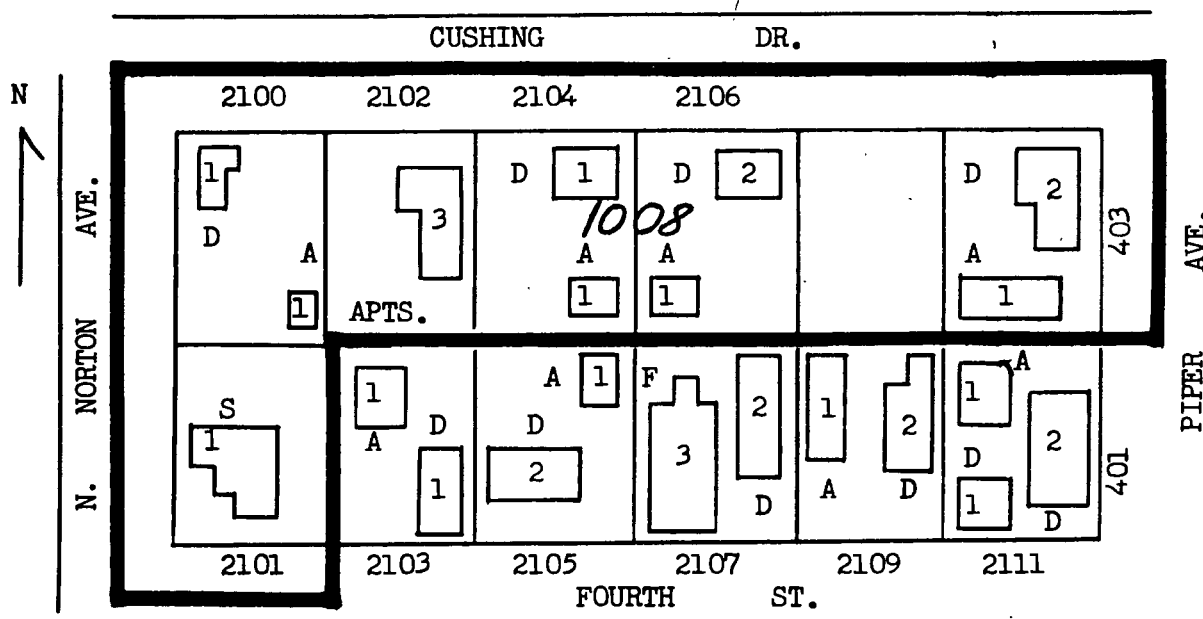 CUSHING DR.
N
2100 2102 2104 2106
1 D 1 D 2 D 2
D 3
1008
A A A A
1 1 1 1
APTS.
403
N. NORTON AVE.
PIPER AVE.
S
1
1 A 1 F 2 1 2 1 A 2
A D D 3 D
1 2 1
D A D D
401
2101 2103 2105 2107 2109 2111
FOURTH ST.